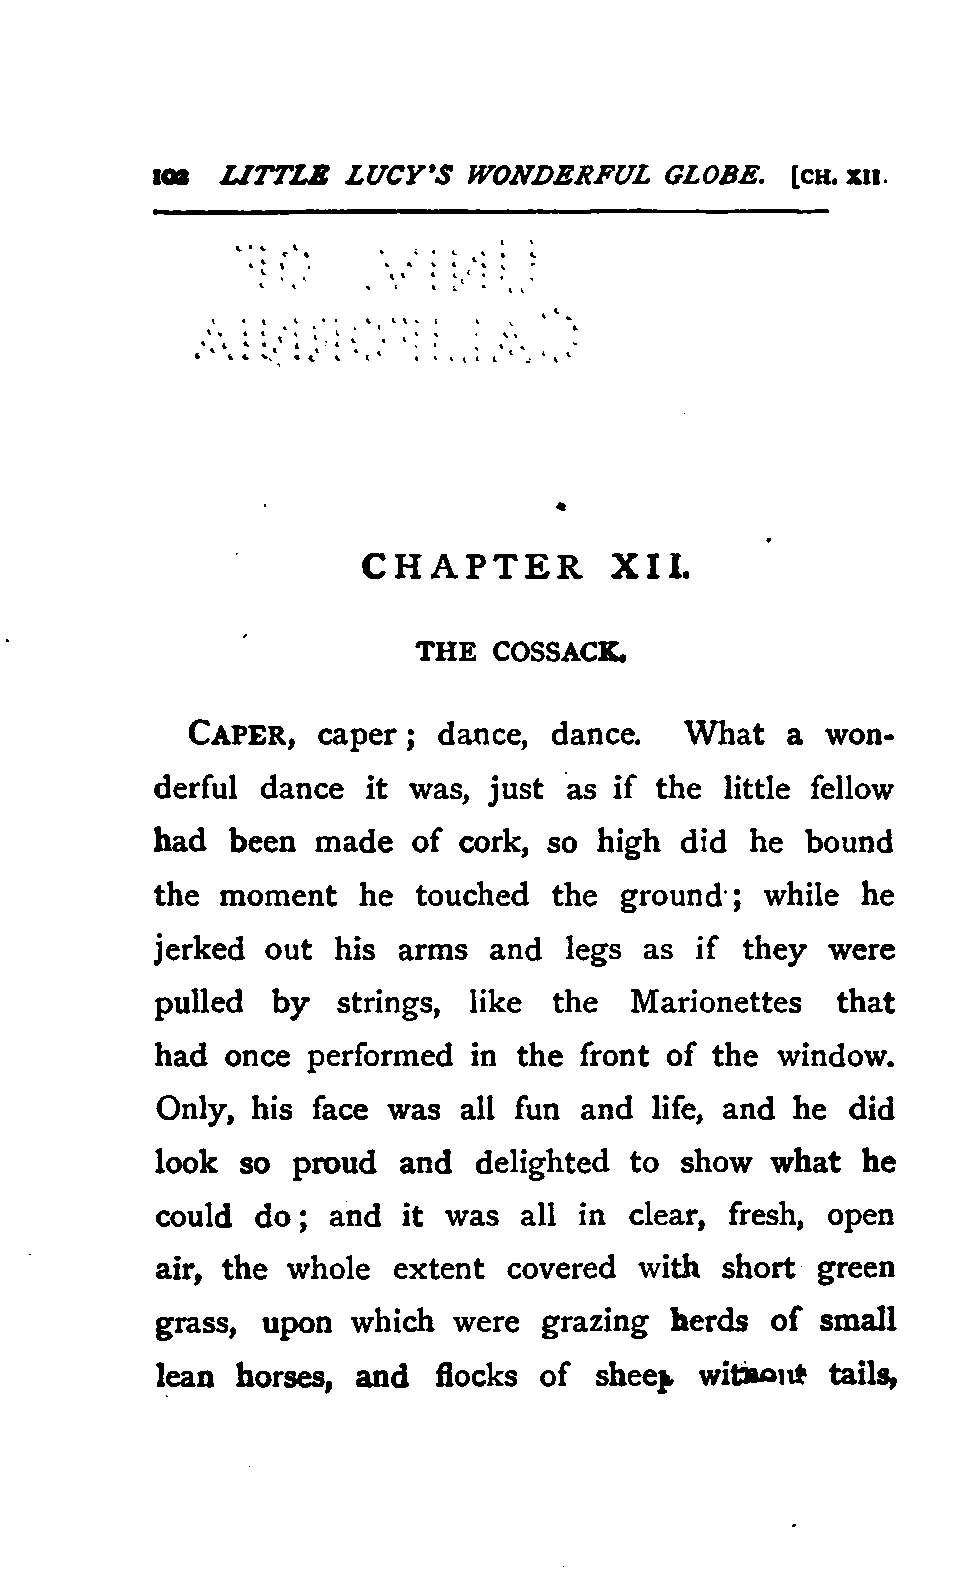 102 LITTLE LUCY'S WONDERFUL GLOBE. [CH. XII.
UNIV. OF
CALIFORNIA
CHAPTER XII.
THE COSSACK.
CAPER, caper; dance, dance. What a won-
derful dance it was, just as if the little fellow
had been made of cork, so high did he bound
the moment he touched the ground; while he
jerked out his arms and legs as if they were
pulled by strings, like the Marionettes that
had once performed in the front of the window.
Only, his face was all fun and life, and he did
look so proud and delighted to show what he
could do; and it was all in clear, fresh, open
air, the whole extent covered with short green
grass, upon which were grazing herds of small
lean horses, and flocks of sheep without tails,